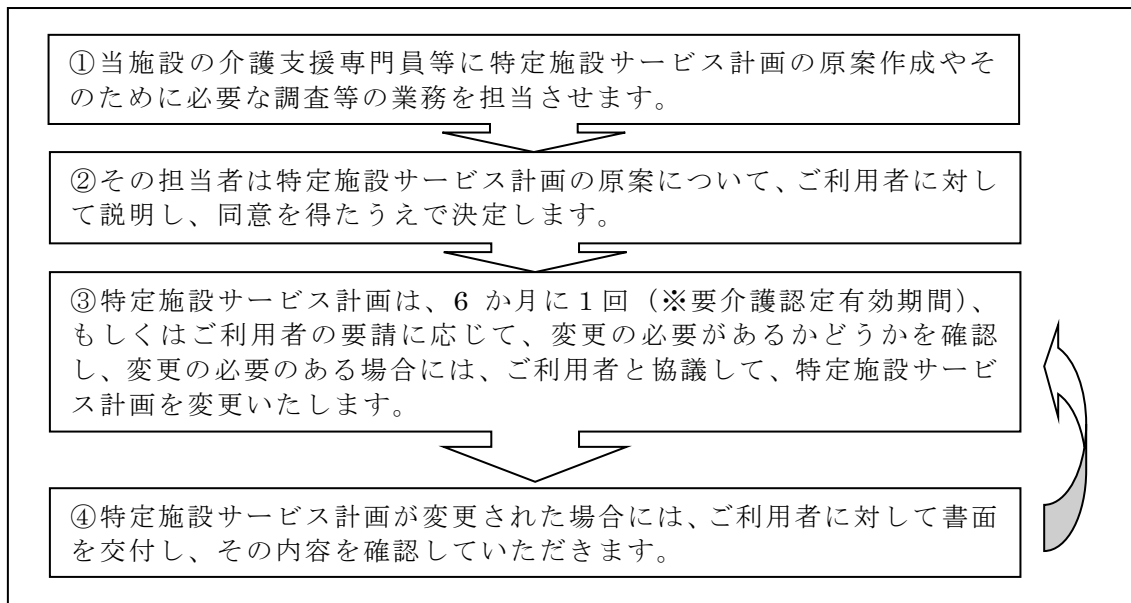 ①当施設の介護支援専門員等に特定施設サービス計画の原案作成やそ
のために必要な調査等の業務を担当させます。
②その担当者は特定施設サービス計画の原案について、ご利用者に対し
て説明し、同意を得たうえで決定します。
③特定施設サービス計画は、6 か月に１回（※要介護認定有効期間）、
もしくはご利用者の要請に応じて、変更の必要があるかどうかを確認
し、変更の必要のある場合には、ご利用者と協議して、特定施設サービ
ス計画を変更いたします。
④特定施設サービス計画が変更された場合には、ご利用者に対して書面
を交付し、その内容を確認していただきます。